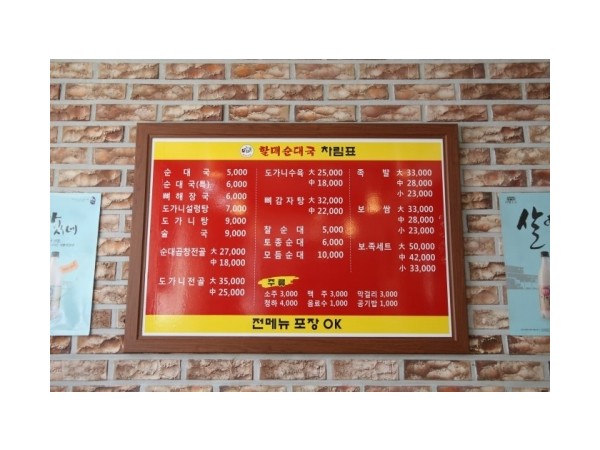 할매순대국 차림표
순대국 5,000
순대국(특) 6,000
뼈해장국 6,000
도가니설렁탕 7,000
도가니탕 9,000
술국 9,000
순대곱창전골 大 27,000
中 18,000
도가니전골 大 35,000
中 25,000
도가니수육 大 25,000
中 18,000
뼈감자탕 大 32,000
中 22,000
찰순대 5,000
토종순대 6,000
모듬순대 10,000
족발 大 33,000
中 28,000
小 23,000
보쌈 大 33,000
中 28,000
小 23,000
보.족세트 大 50,000
中 42,000
小 33,000
주류
소주 3,000 맥주 3,000 막걸리 3,000
청하 4,000 음료수 1,000 공기밥 1,000
전메뉴 포장 OK